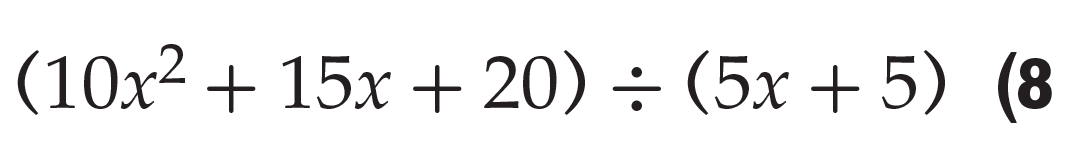 (10x² + 15x + 20) ÷ (5x + 5) (8